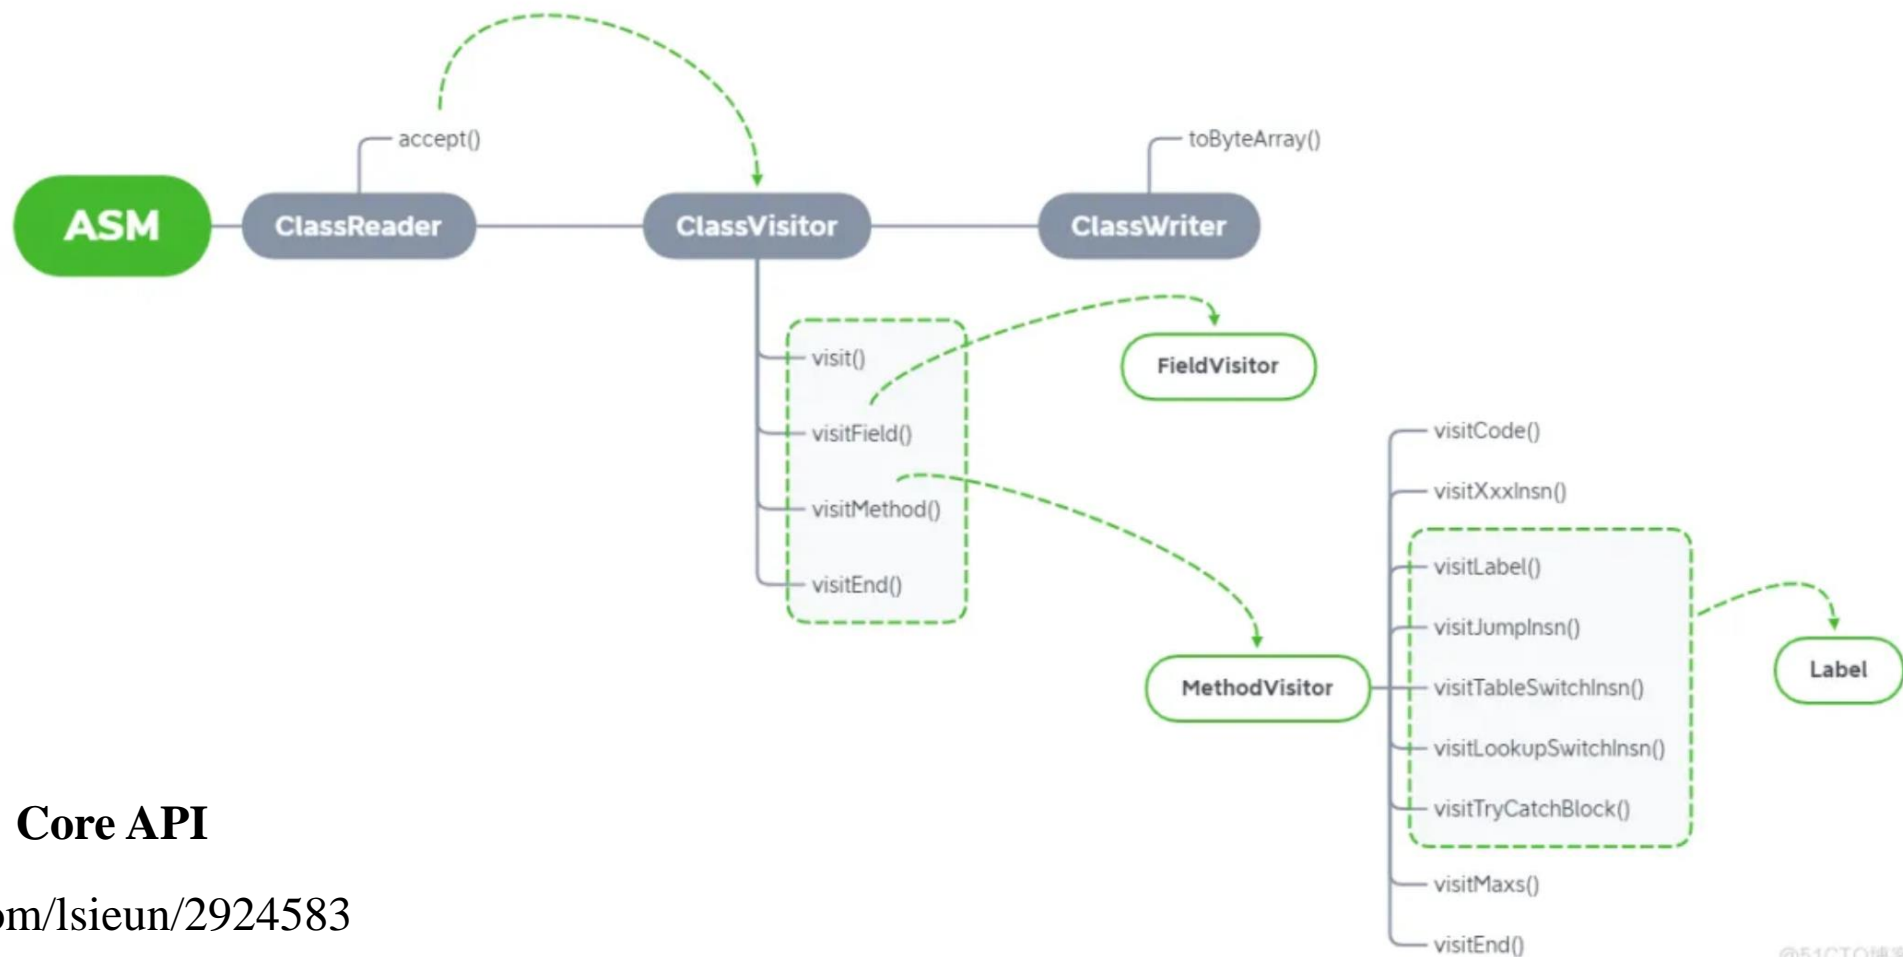 accept()
toByteArray()
ASM
ClassReader
ClassVisitor
ClassWriter
visit()
visitField()
visitMethod()
visitEnd()
FieldVisitor
MethodVisitor
visitCode()
visitXxxInsn()
visitLabel()
visitJumpInsn()
visitTableSwitchInsn()
visitLookupSwitchInsn()
visitTryCatchBlock()
visitMaxs()
visitEnd()
Label
Core API
om/lsieun/2924583